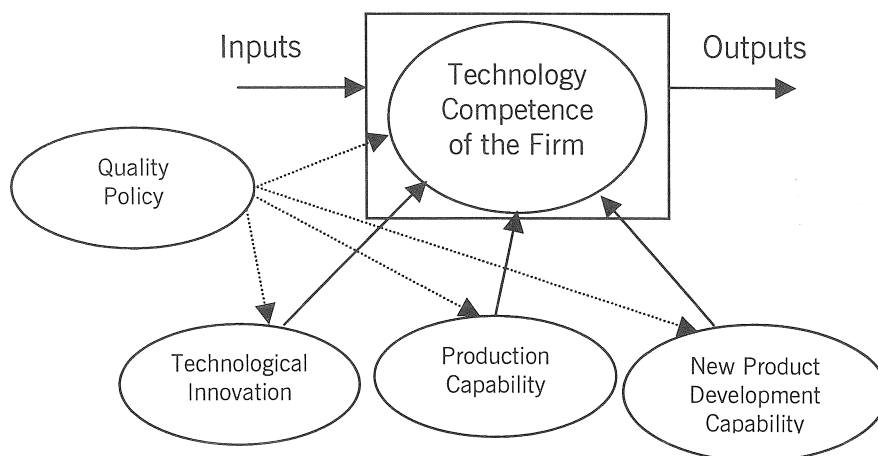 Inputs
Outputs
Technology
Competence
of the Firm
Quality
Policy
Technological
Innovation
Production
Capability
New Product
Development
Capability